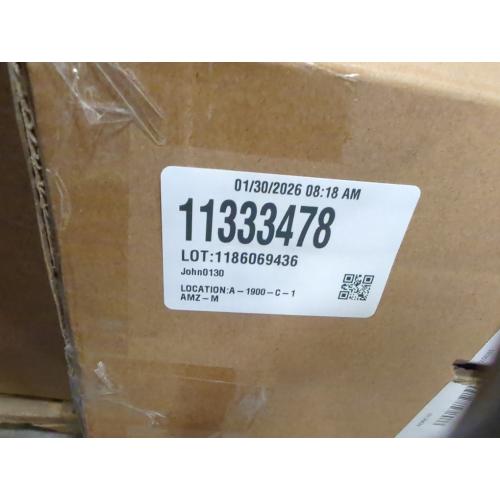 01/30/2026 08:18 AM
11333478
LOT:1186069436
John0130
LOCATION:A-1900-C-1
AMZ-M